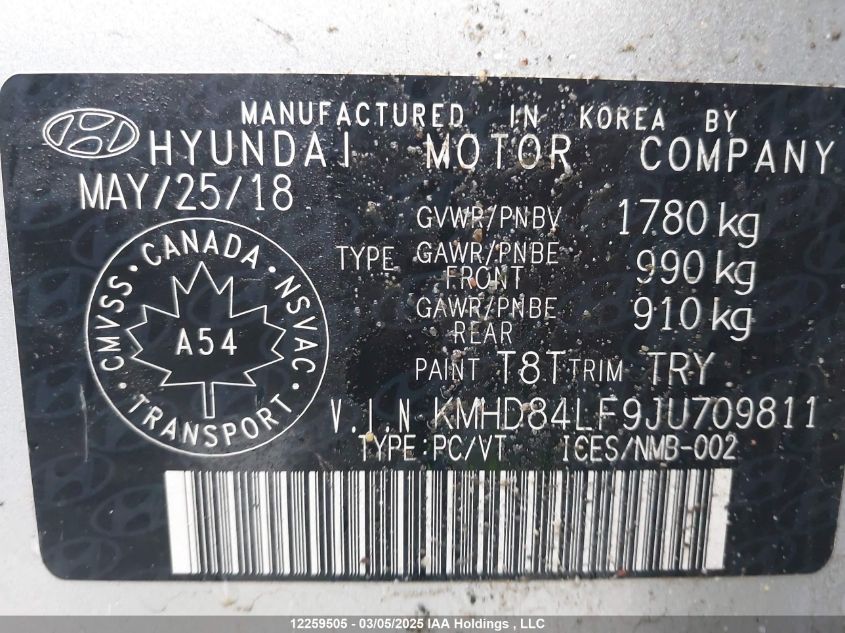 MANUFACTURED IN KOREA BY
HYUNDAI MOTOR COMPANY
MAY/25/18
GVWR/PNBV 1780 kg
TYPE GAWR/PNBE FRONT 990 kg
GAWR/PNBE REAR 910 kg
PAINT T8T TRIM TRY
V.I.N KMHD84LF9JU709811
TYPE:PC/VT ICES/NMB-002
CMVSS · CANADA · NSVAC · TRANSPORT ·
A54
12259505 - 03/05/2025 IAA Holdings, LLC